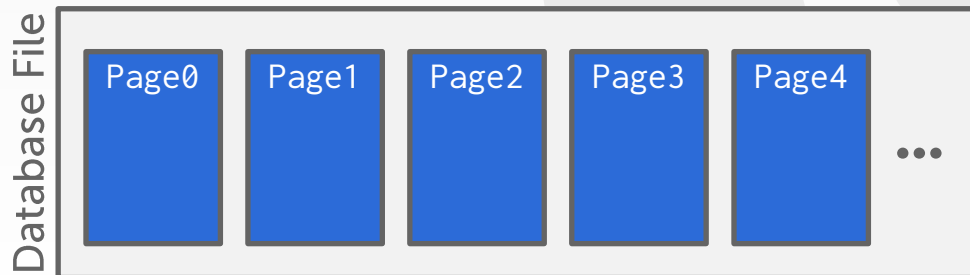 Database File
Page0 Page1 Page2 Page3 Page4 •••